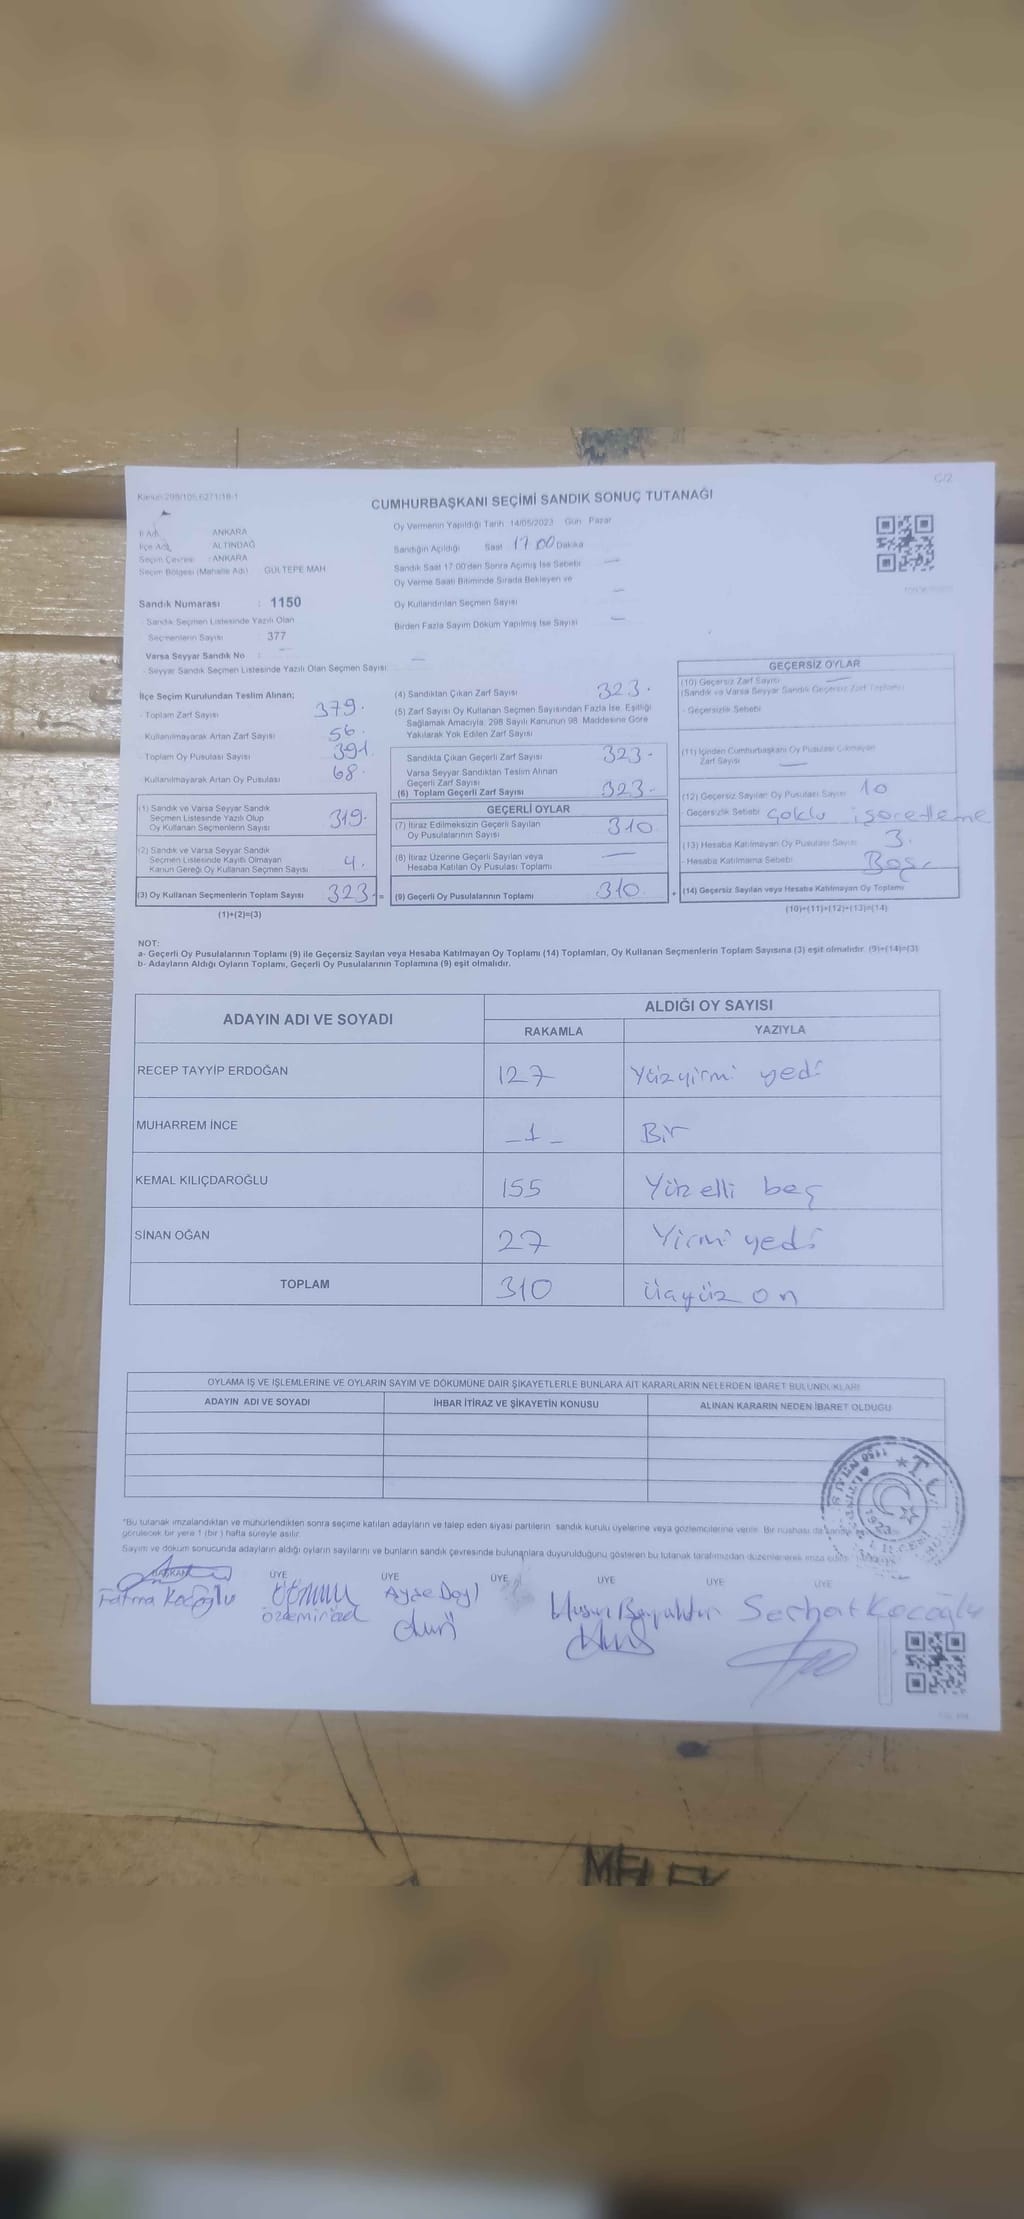 C/2
Kanun:298/105,6271/18-1
CUMHURBAŞKANI SEÇİMİ SANDIK SONUÇ TUTANAĞI
İl Adı ANKARA
İlçe Adı ALTINDAĞ
Seçim Çevresi : ANKARA
Seçim Bölgesi (Mahalle Adı) GÜLTEPE MAH
Sandık Numarası : 1150
Sandık Seçmen Listesinde Yazılı Olan
Seçmenlerin Sayısı 377
Varsa Seyyar Sandık No :
- Seyyar Sandık Seçmen Listesinde Yazılı Olan Seçmen Sayısı —
Oy Vermenin Yapıldığı Tarih 14/05/2023 Gün Pazar
Sandığın Açıldığı Saat 17 00 Dakika
Sandık Saat 17:00'den Sonra Açımış İse Sebebi —
Oy Verme Saati Bitiminde Sırada Bekleyen ve
Oy Kullandırılan Seçmen Sayısı —
Birden Fazla Sayım Döküm Yapılmış İse Sayısı —
İlçe Seçim Kurulundan Teslim Alınan;
- Toplam Zarf Sayısı 379.
- Kullanılmayarak Artan Zarf Sayısı 56.
- Toplam Oy Pusulası Sayısı 391.
- Kullanılmayarak Artan Oy Pusulası 68.
(1) Sandık ve Varsa Seyyar Sandık
Seçmen Listesinde Yazılı Olup
Oy Kullanan Seçmenlerin Sayısı 319.
(2) Sandık ve Varsa Seyyar Sandık
Seçmen Listesinde Kayıtlı Olmayan
Kanun Gereği Oy Kullanan Seçmen Sayısı 4.
(3) Oy Kullanan Seçmenlerin Toplam Sayısı 323 =
(1)+(2)=(3)
(4) Sandıktan Çıkan Zarf Sayısı 323.
(5) Zarf Sayısı Oy Kullanan Seçmen Sayısından Fazla İse, Eşitliği
Sağlamak Amacıyla, 298 Sayılı Kanunun 98. Maddesine Göre
Yakılarak Yok Edilen Zarf Sayısı
Sandıkta Çıkan Geçerli Zarf Sayısı 323-
Varsa Seyyar Sandıktan Teslim Alınan
Geçerli Zarf Sayısı
(6) Toplam Geçerli Zarf Sayısı 323-
GEÇERLİ OYLAR
(7) İtiraz Edilmeksizin Geçerli Sayılan
Oy Pusulalarının Sayısı 310
(8) İtiraz Üzerine Geçerli Sayılan veya
Hesaba Katılan Oy Pusulası Toplamı —
(9) Geçerli Oy Pusulalarının Toplamı 310 +
GEÇERSİZ OYLAR
(10) Geçersiz Zarf Sayısı —
(Sandık ve Varsa Seyyar Sandık Geçersiz Zarf Toplamı)
- Geçersizlik Sebebi
(11) İçinden Cumhurbaşkanı Oy Pusulası Çıkmayan
Zarf Sayısı —
(12) Geçersiz Sayılan Oy Pusulası Sayısı 10
- Geçersizlik Sebebi Çoklu işaretleme
(13) Hesaba Katılmayan Oy Pusulası Sayısı 3.
- Hesaba Katılmama Sebebi Boş.
(14) Geçersiz Sayılan veya Hesaba Katılmayan Oy Toplamı
(10)+(11)+(12)+(13)=(14)
NOT:
a- Geçerli Oy Pusulalarının Toplamı (9) ile Geçersiz Sayılan veya Hesaba Katılmayan Oy Toplamı (14) Toplamları, Oy Kullanan Seçmenlerin Toplam Sayısına (3) eşit olmalıdır. (9)+(14)=(3)
b- Adayların Aldığı Oyların Toplamı, Geçerli Oy Pusulalarının Toplamına (9) eşit olmalıdır.
ADAYIN ADI VE SOYADI ALDIĞI OY SAYISI
RAKAMLA YAZIYLA
RECEP TAYYİP ERDOĞAN 127 Yüzyirmi yedi
MUHARREM İNCE _1_ Bir
KEMAL KILIÇDAROĞLU 155 Yüz elli beş
SİNAN OĞAN 27 Yirmi yedi
TOPLAM 310 Üçyüz on
OYLAMA İŞ VE İŞLEMLERİNE VE OYLARIN SAYIM VE DÖKÜMÜNE DAİR ŞİKAYETLERLE BUNLARA AİT KARARLARIN NELERDEN İBARET BULUNDUKLARI
ADAYIN ADI VE SOYADI İHBAR İTİRAZ VE ŞİKAYETİN KONUSU ALINAN KARARIN NEDEN İBARET OLDUĞU
*Bu tutanak imzalandıktan ve mühürlendikten sonra seçime katılan adayların ve talep eden siyasi partilerin sandık kurulu üyelerine veya gözlemcilerine verilir. Bir nüshası da
görülecek bir yere 1 (bir) hafta süreyle asılır.
Sayım ve döküm sonucunda adayların aldığı oyların sayılarını ve bunların sandık çevresinde bulunanlara duyurulduğunu gösteren bu tutanak tarafımızdan düzenlenerek imza edildi.
BAŞKAN ÜYE ÜYE ÜYE ÜYE ÜYE ÜYE
Fatma Kocoğlu
Serhat Kocoğlu
T.C.
1923
MELEK